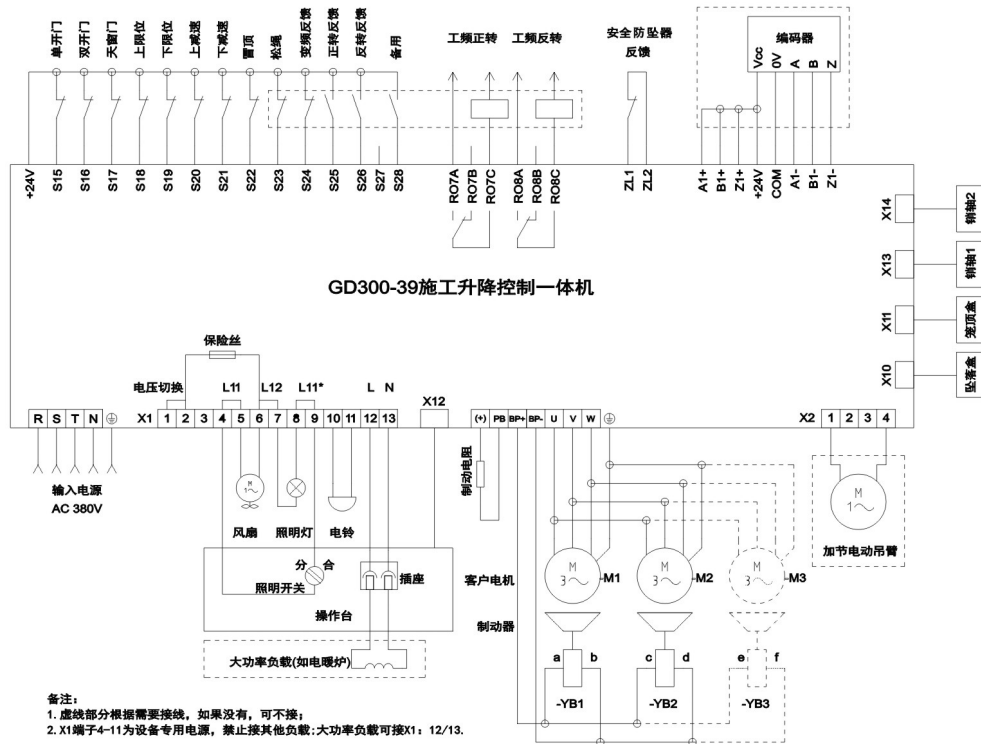 单开门 双开门 天窗门 上限位 下限位 上减速 下减速 冒顶 松绳 变频反馈 正转反馈 反转反馈 备用
工频正转 工频反转
安全防坠器
反馈
编码器
Vcc 0V A B Z
+24V S15 S16 S17 S18 S19 S20 S21 S22 S23 S24 S25 S26 S27 S28 RO7A RO7B RO7C RO8A RO8B RO8C ZL1 ZL2 A1+ B1+ Z1+ +24V COM A1- B1- Z1-
X14 销轴2
X13 销轴1
GD300-39施工升降控制一体机
X11 笼顶盒
X10 坠落盒
保险丝
电压切换 L11 L12 L11* L N
X12
R S T N X1 1 2 3 4 5 6 7 8 9 10 11 12 13 (+) PB BP+ BP- U V W X2 1 2 3 4
输入电源
AC 380V
制动电阻
M
1~
风扇 照明灯 电铃
M
1~
加节电动吊臂
分 合
照明开关
插座
操作台
客户电机
M
3~
-M1
M
3~
-M2
M
3~
-M3
制动器
大功率负载(如电暖炉)
a b c d e f
-YB1 -YB2 -YB3
备注：
1.虚线部分根据需要接线，如果没有，可不接；
2.X1端子4-11为设备专用电源，禁止接其他负载:大功率负载可接X1：12/13.